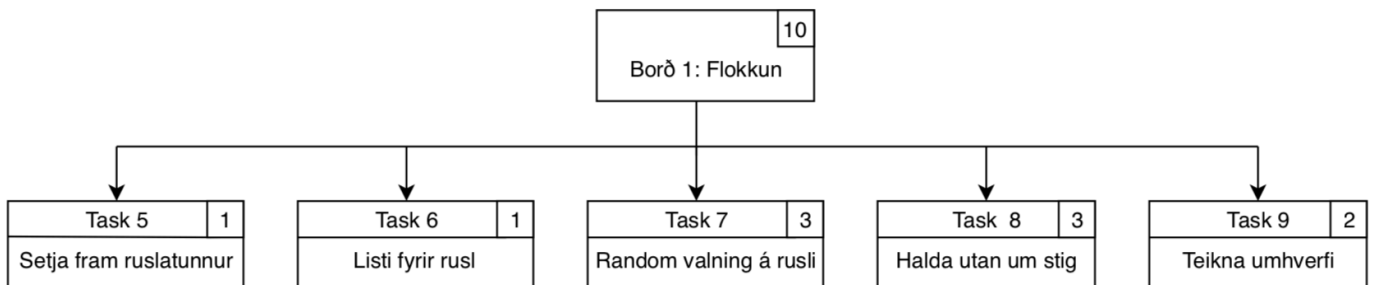 10
Borð 1: Flokkun
Task 5 1
Setja fram ruslatunnur
Task 6 1
Listi fyrir rusl
Task 7 3
Random valning á rusli
Task 8 3
Halda utan um stig
Task 9 2
Teikna umhverfi